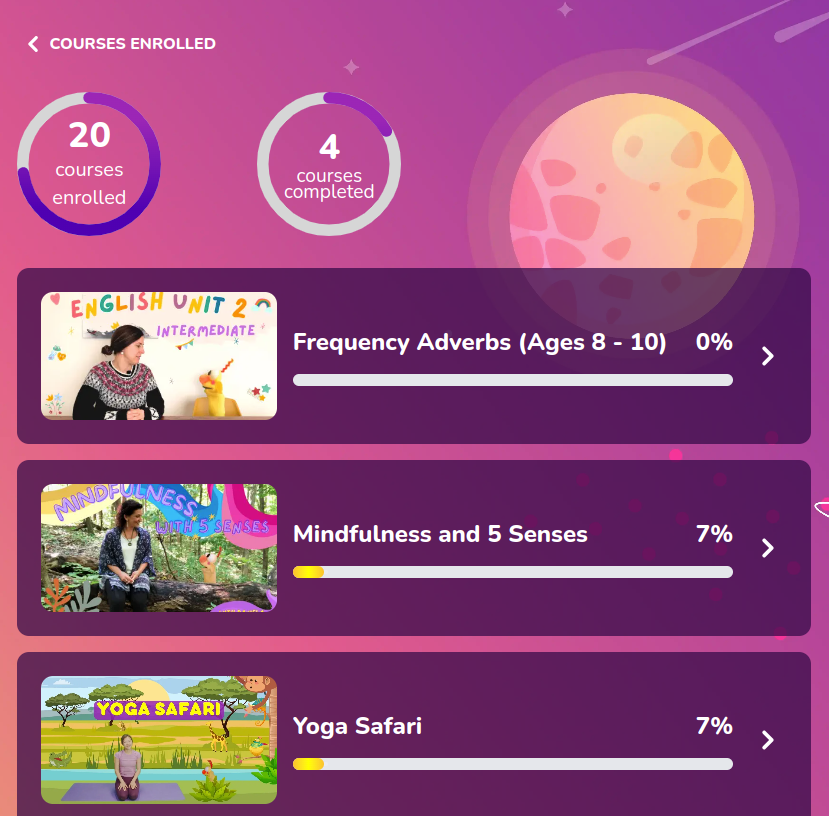 COURSES ENROLLED
20
courses
enrolled
4
courses
completed
ENGLISH UNIT 2
INTERMEDIATE
Frequency Adverbs (Ages 8 - 10) 0%
MINDFULNESS
WITH 5 SENSES
Mindfulness and 5 Senses 7%
YOGA SAFARI
Yoga Safari 7%